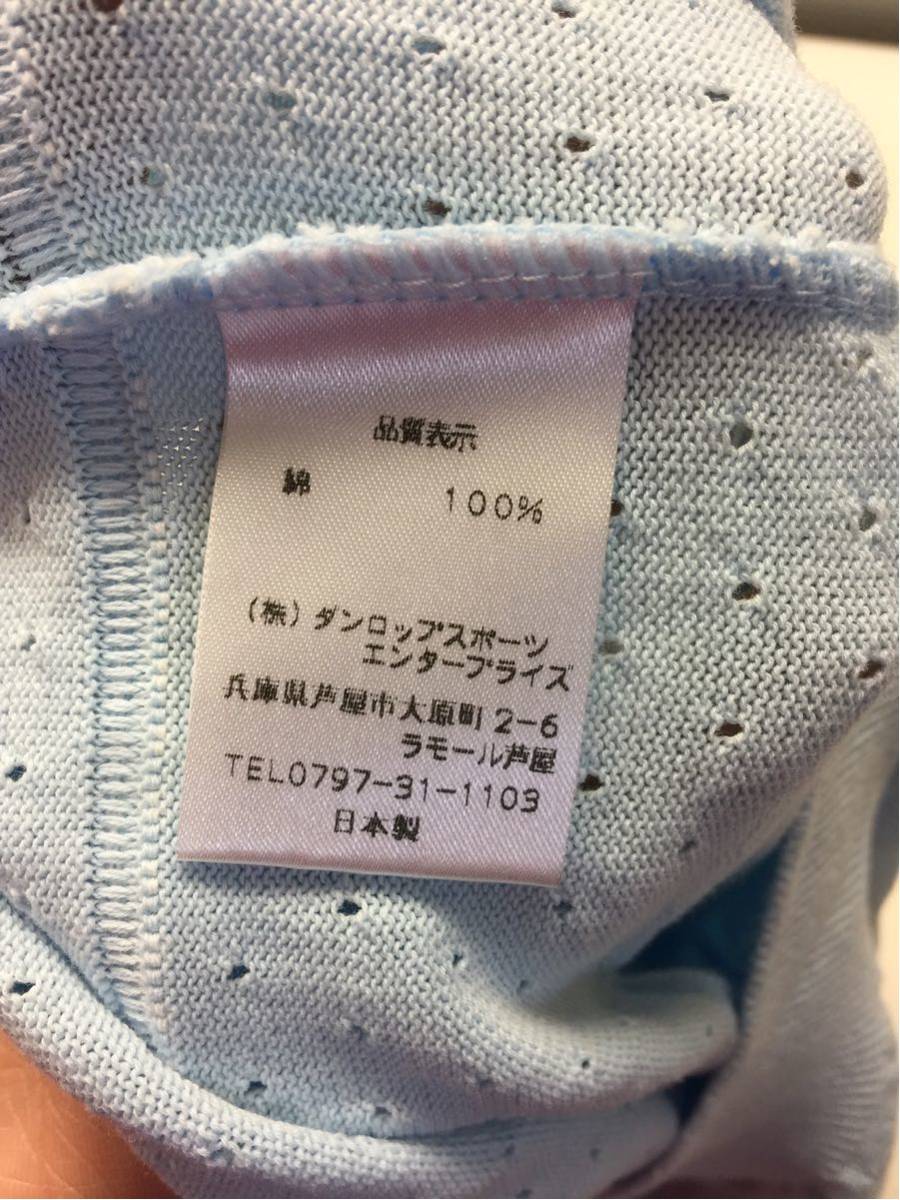 品質表示
綿 100%
(株)ダンロップスポーツ
エンタープライズ
兵庫県芦屋市大原町2-6
ラモール芦屋
TEL0797-31-1103
日本製